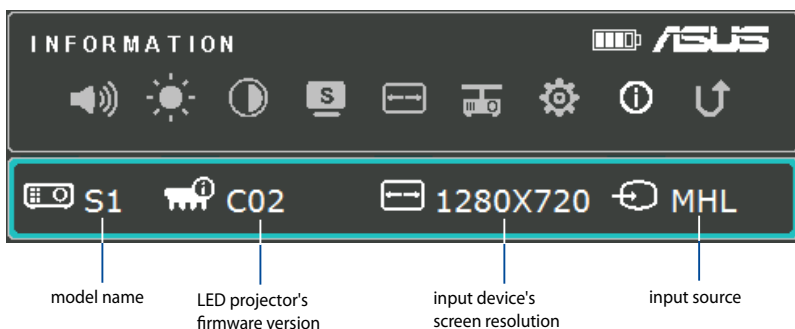 INFORMATION
ASUS
S
S1
C02
1280X720
MHL
model name
LED projector's
firmware version
input device's
screen resolution
input source